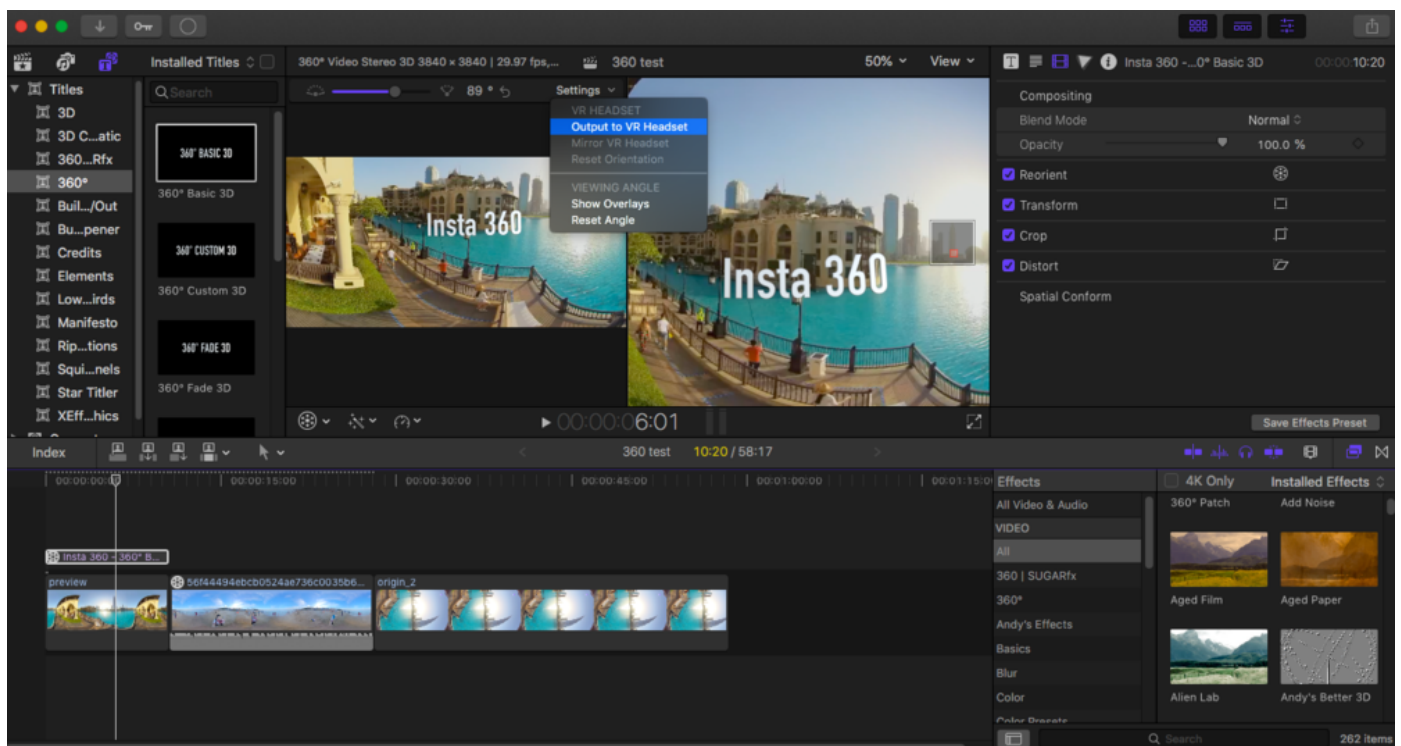 Installed Titles
360° Video Stereo 3D 3840 × 3840 | 29.97 fps,...
360 test
50%
View
Insta 360 -...0° Basic 3D
00:00:10:20
Titles
3D
3D C...atic
360...Rfx
360°
Buil.../Out
Bu...pener
Credits
Elements
Low...irds
Manifesto
Rip...tions
Squi...nels
Star Titler
XEff...hics
Search
360° BASIC 3D
360° Basic 3D
360° CUSTOM 3D
360° Custom 3D
360° FADE 3D
360° Fade 3D
89 °
Settings
VR HEADSET
Output to VR Headset
Mirror VR Headset
Reset Orientation
VIEWING ANGLE
Show Overlays
Reset Angle
Insta 360
Insta 360
00:00:06:01
Compositing
Blend Mode
Normal
Opacity
100.0 %
Reorient
Transform
Crop
Distort
Spatial Conform
Save Effects Preset
Index
360 test
10:20 / 58:17
00:00:15:00
00:00:30:00
00:00:45:00
00:01:00:00
Insta 360 - 360° B...
preview
56f44494ebcb0524ae736c0035b6...
origin_2
Effects
4K Only
Installed Effects
All Video & Audio
VIDEO
All
360 | SUGARfx
360°
Andy's Effects
Basics
Blur
Color
Color Presets
360° Patch
Add Noise
Aged Film
Aged Paper
Alien Lab
Andy's Better 3D
Search
262 items